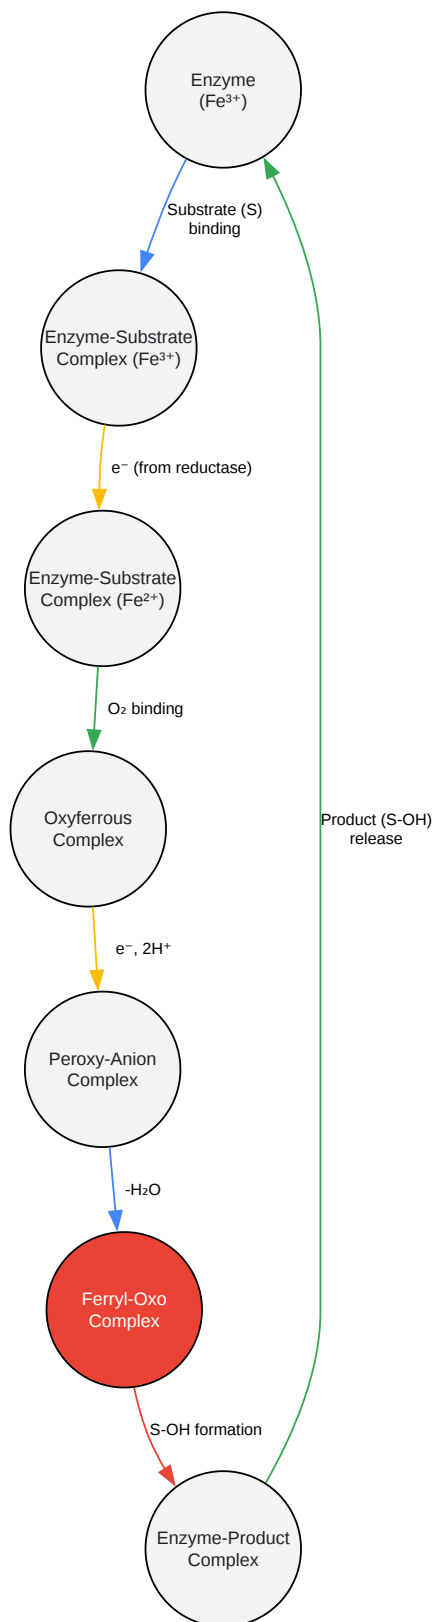 Enzyme
(Fe³⁺)
Substrate (S)
binding
Enzyme-Substrate
Complex (Fe³⁺)
e⁻ (from reductase)
Enzyme-Substrate
Complex (Fe²⁺)
O₂ binding
Oxyferrous
Complex
Product (S-OH)
release
e⁻, 2H⁺
Peroxy-Anion
Complex
-H₂O
Ferryl-Oxo
Complex
S-OH formation
Enzyme-Product
Complex